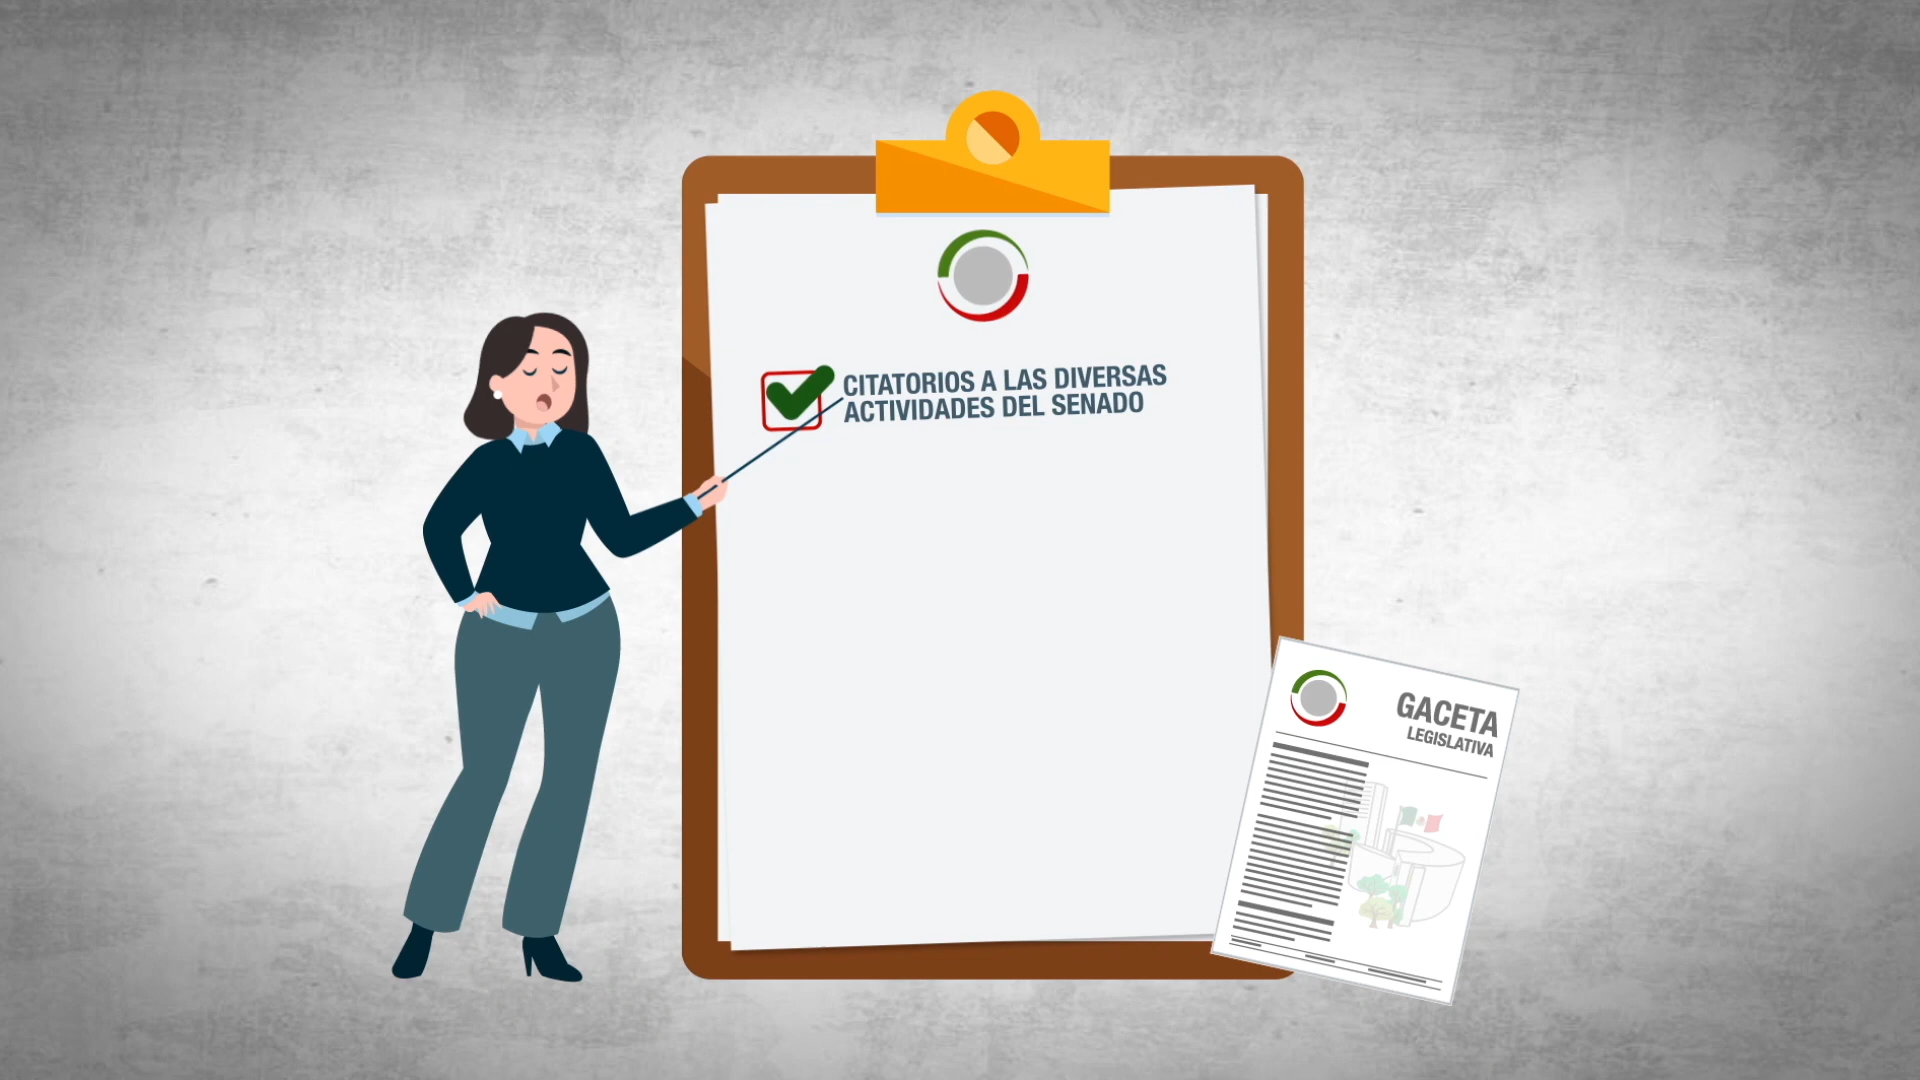 CITATORIOS A LAS DIVERSAS
ACTIVIDADES DEL SENADO
GACETA
LEGISLATIVA